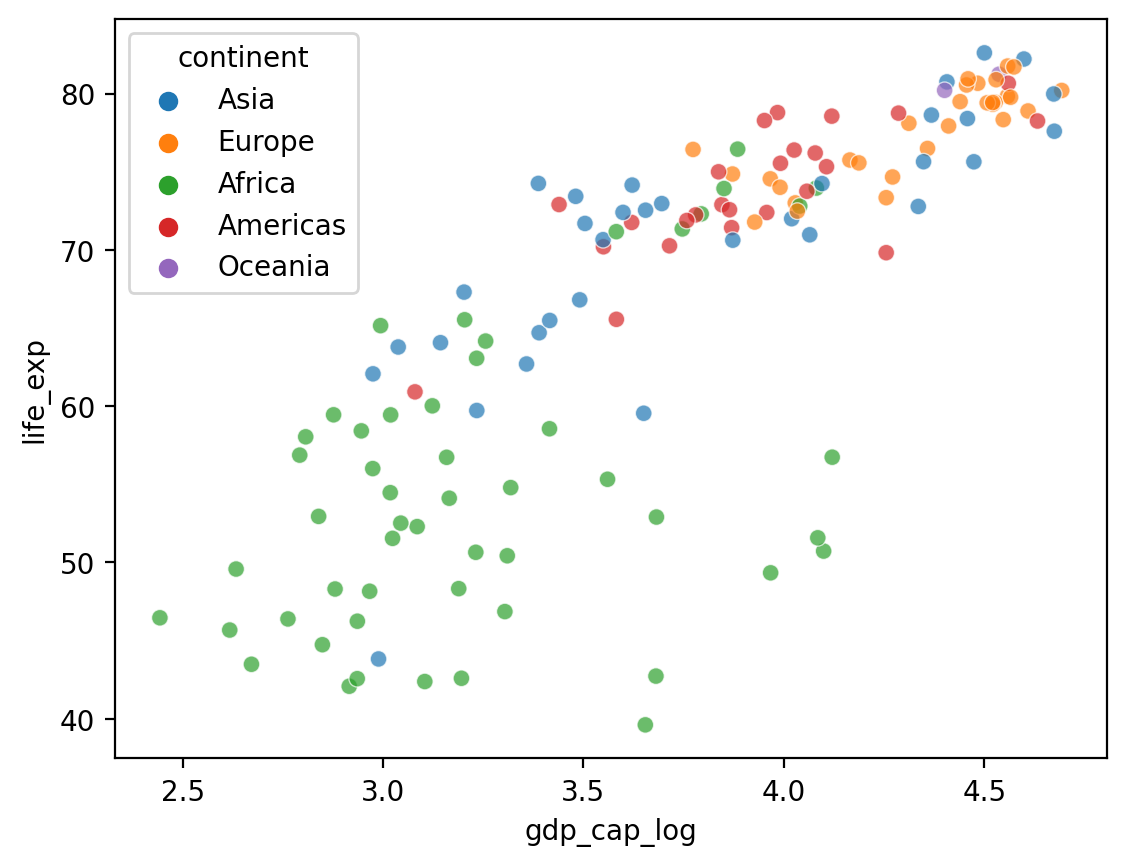 continent
Asia
Europe
Africa
Americas
Oceania
80
70
60
50
40
life_exp
2.5 3.0 3.5 4.0 4.5
gdp_cap_log